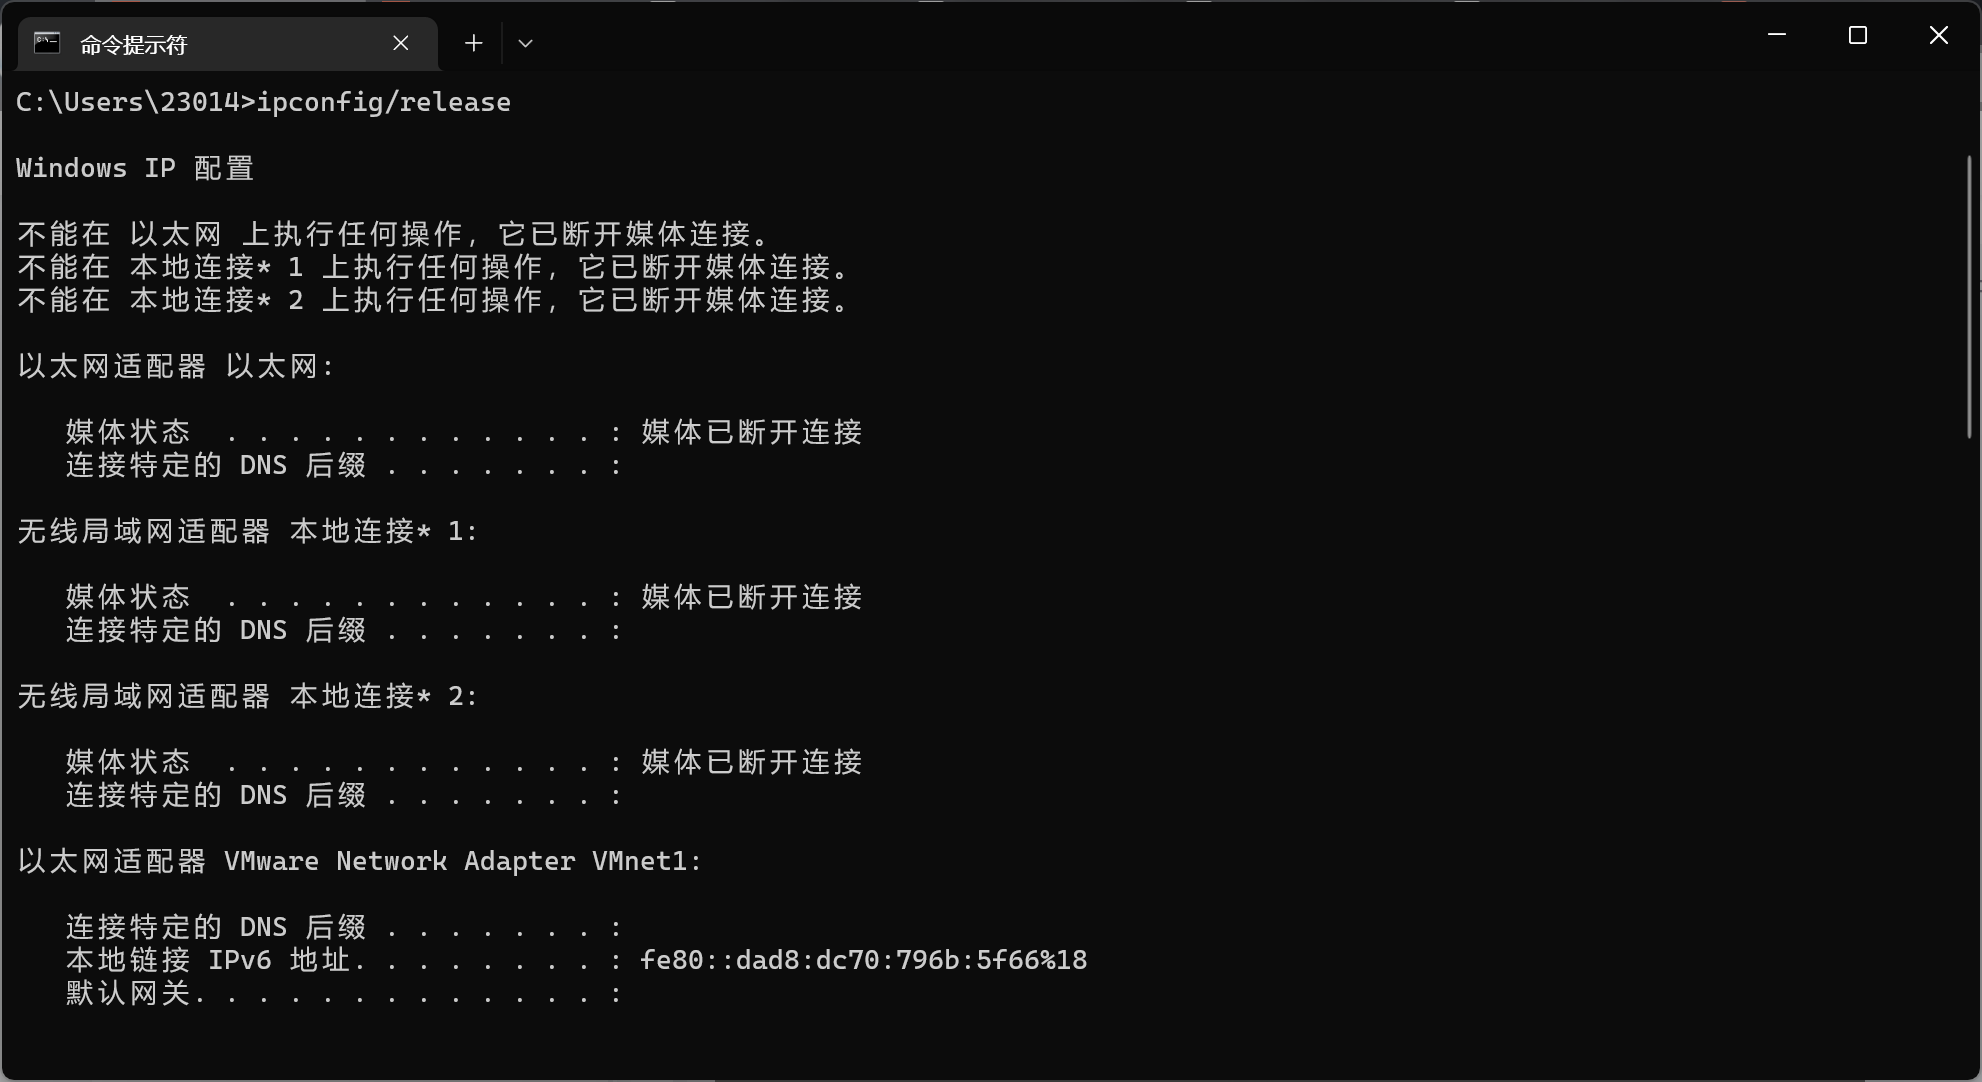 命令提示符
C:\Users\23014>ipconfig/release
Windows IP 配置
不能在 以太网 上执行任何操作，它已断开媒体连接。
不能在 本地连接* 1 上执行任何操作，它已断开媒体连接。
不能在 本地连接* 2 上执行任何操作，它已断开媒体连接。
以太网适配器 以太网:
媒体状态  . . . . . . . . . . . . : 媒体已断开连接
连接特定的 DNS 后缀 . . . . . . . :
无线局域网适配器 本地连接* 1:
媒体状态  . . . . . . . . . . . . : 媒体已断开连接
连接特定的 DNS 后缀 . . . . . . . :
无线局域网适配器 本地连接* 2:
媒体状态  . . . . . . . . . . . . : 媒体已断开连接
连接特定的 DNS 后缀 . . . . . . . :
以太网适配器 VMware Network Adapter VMnet1:
连接特定的 DNS 后缀 . . . . . . . :
本地链接 IPv6 地址. . . . . . . . : fe80::dad8:dc70:796b:5f66%18
默认网关. . . . . . . . . . . . . :